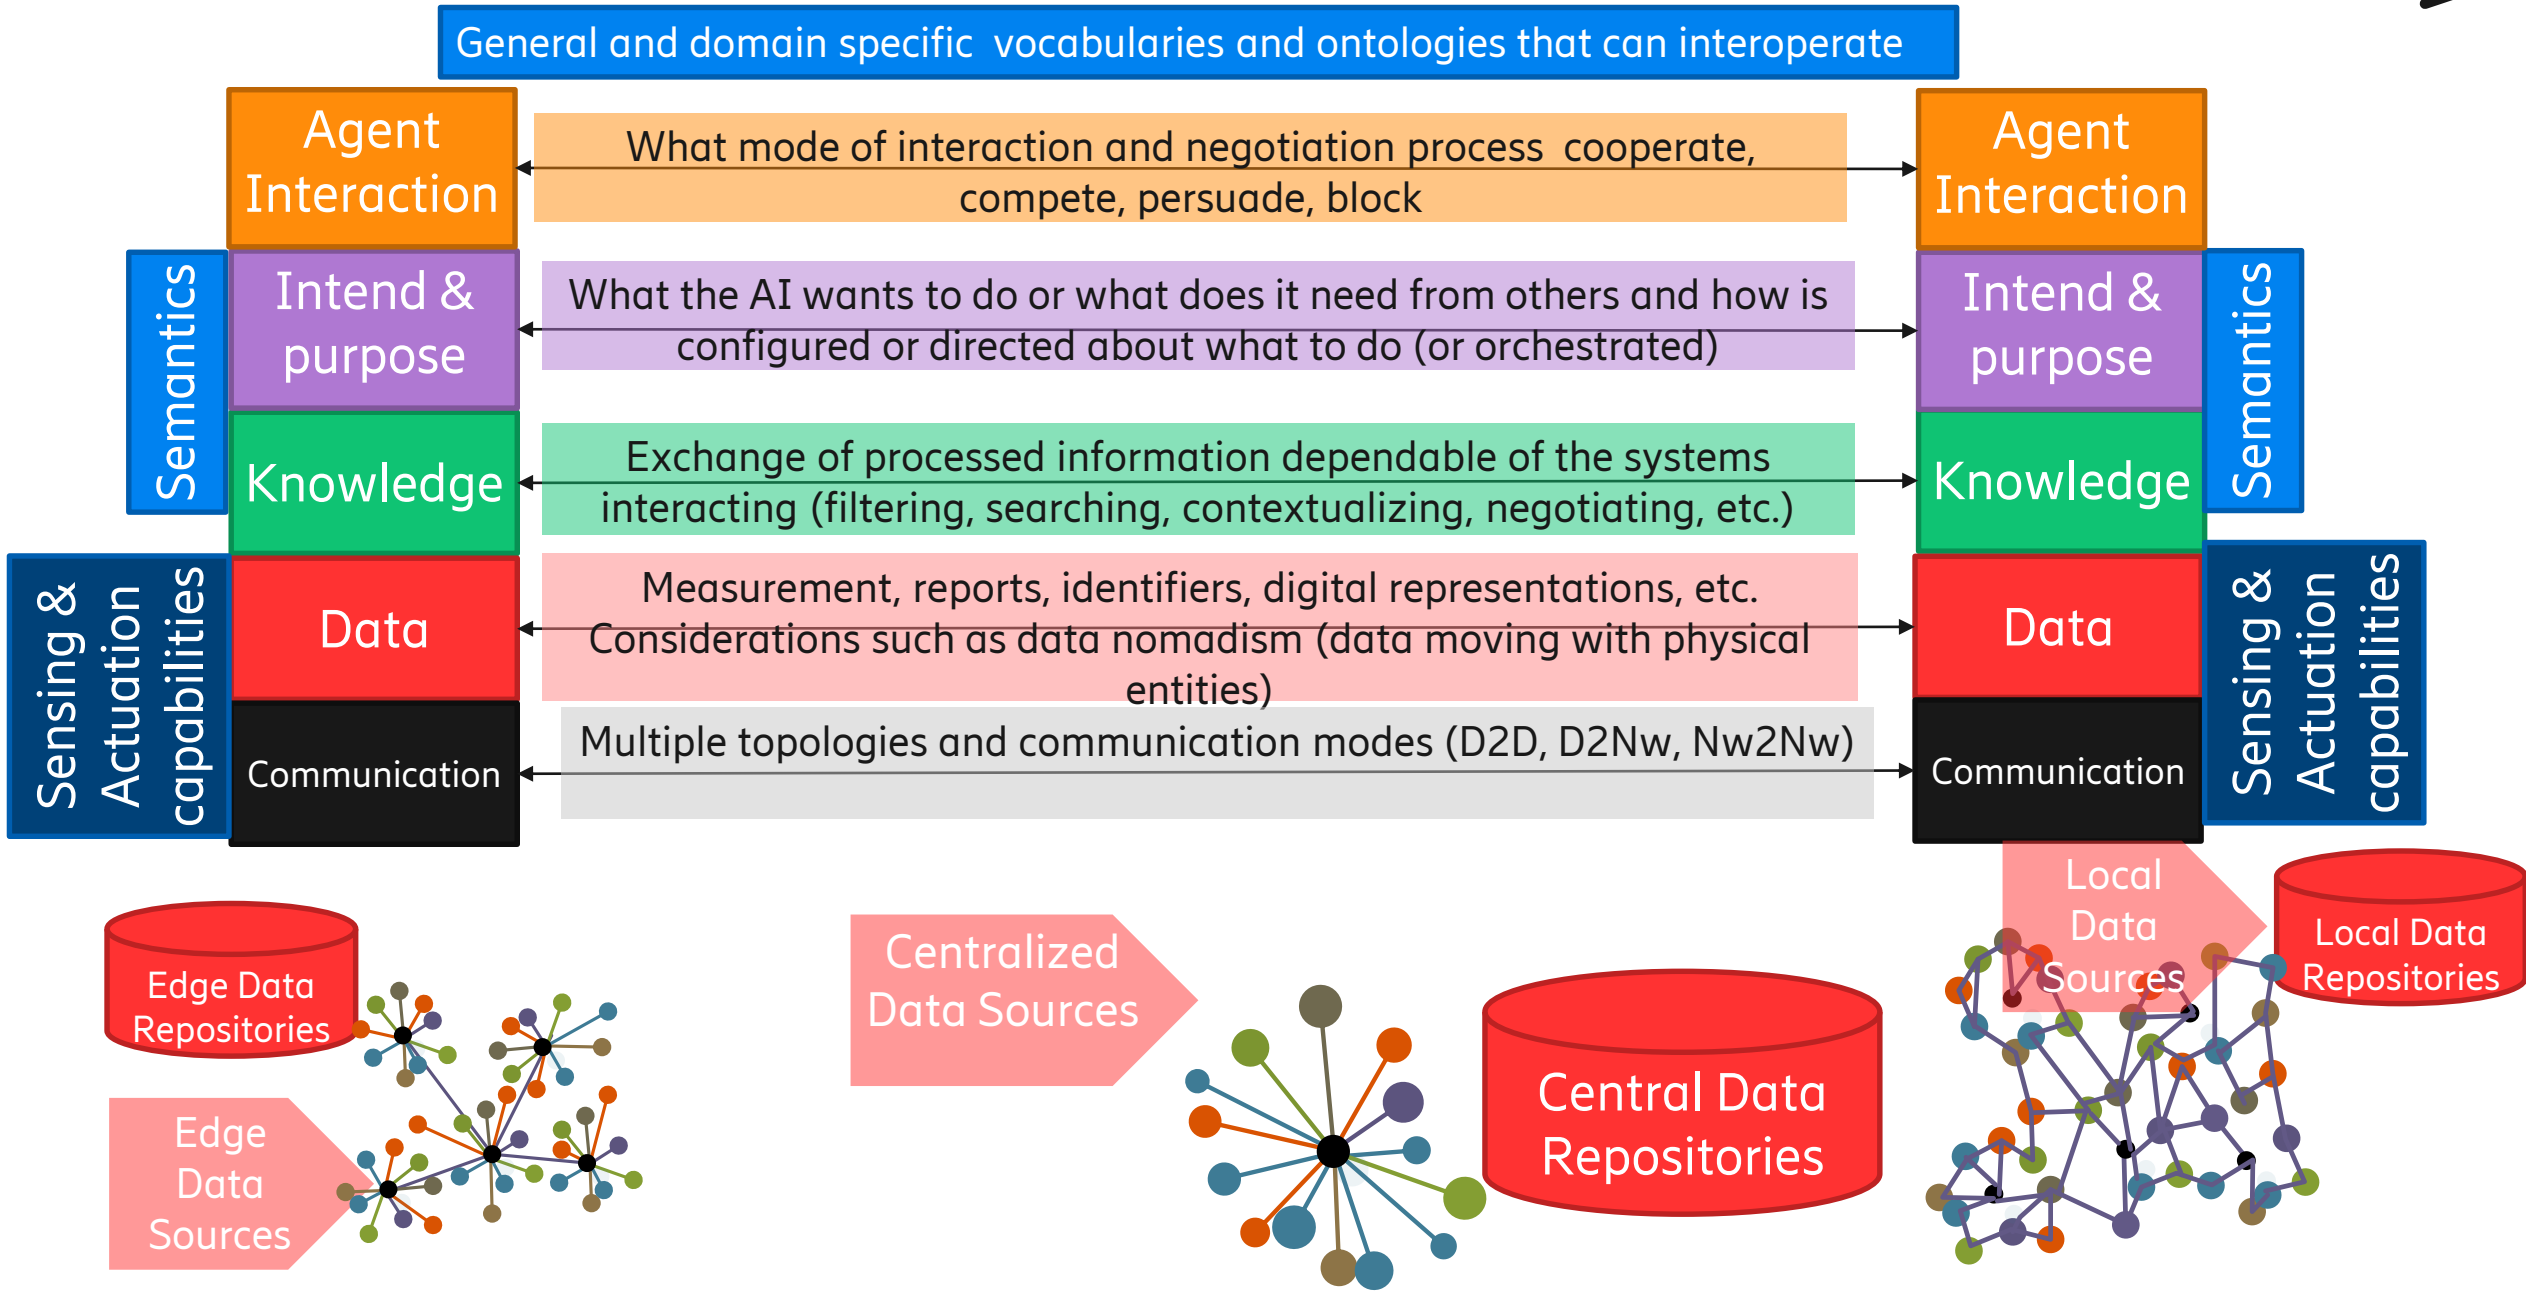 General and domain specific  vocabularies and ontologies that can interoperate
Agent
Interaction
What mode of interaction and negotiation process  cooperate,
compete, persuade, block
Agent
Interaction
Semantics
Intend &
purpose
What the AI wants to do or what does it need from others and how is
configured or directed about what to do (or orchestrated)
Intend &
purpose
Semantics
Knowledge
Exchange of processed information dependable of the systems
interacting (filtering, searching, contextualizing, negotiating, etc.)
Knowledge
Sensing &
Actuation
capabilities
Data
Measurement, reports, identifiers, digital representations, etc.
Considerations such as data nomadism (data moving with physical
entities)
Data
Sensing &
Actuation
capabilities
Communication
Multiple topologies and communication modes (D2D, D2Nw, Nw2Nw)
Communication
Edge Data
Repositories
Edge
Data
Sources
Centralized
Data Sources
Central Data
Repositories
Local
Data
Sources
Local Data
Repositories